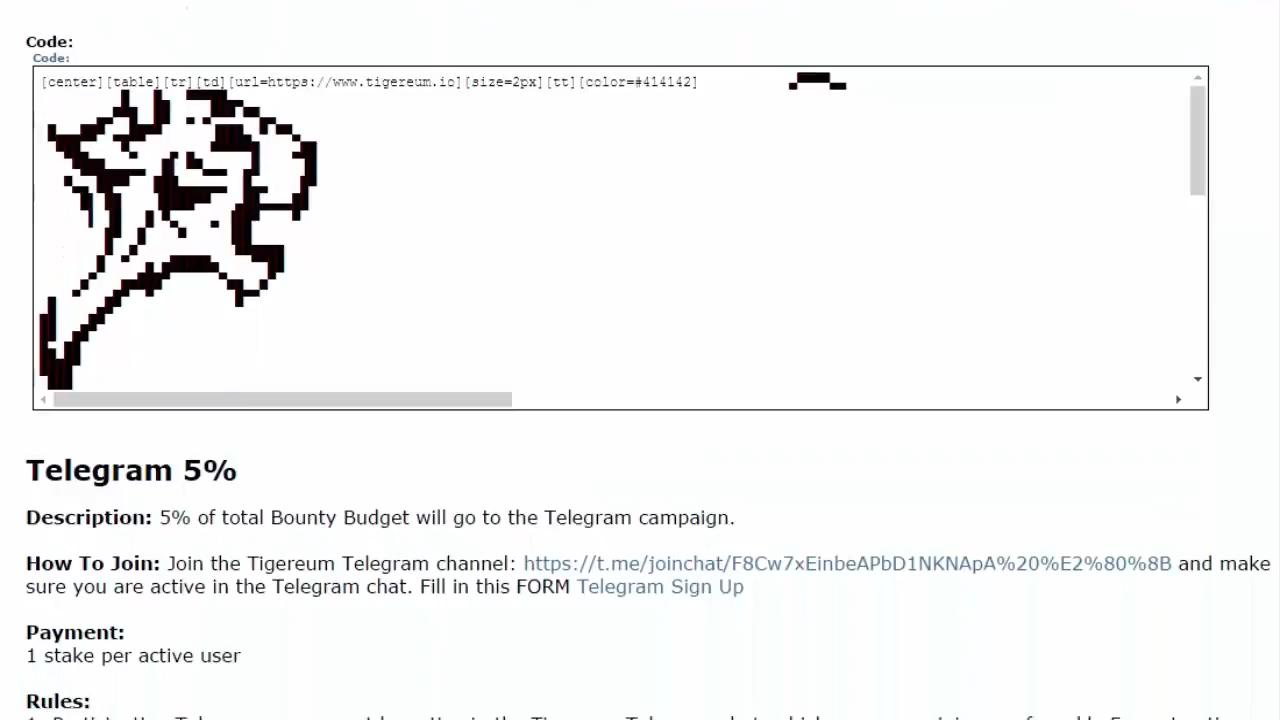 Code:
Code:
[center][table][tr][td][url=https://www.tigereum.io][size=2px][tt][color=#414142]
Telegram 5%
Description: 5% of total Bounty Budget will go to the Telegram campaign.
How To Join: Join the Tigereum Telegram channel: https://t.me/joinchat/F8Cw7xEinbeAPbD1NKNApA%20%E2%80%8B and make
sure you are active in the Telegram chat. Fill in this FORM Telegram Sign Up
Payment:
1 stake per active user
Rules: